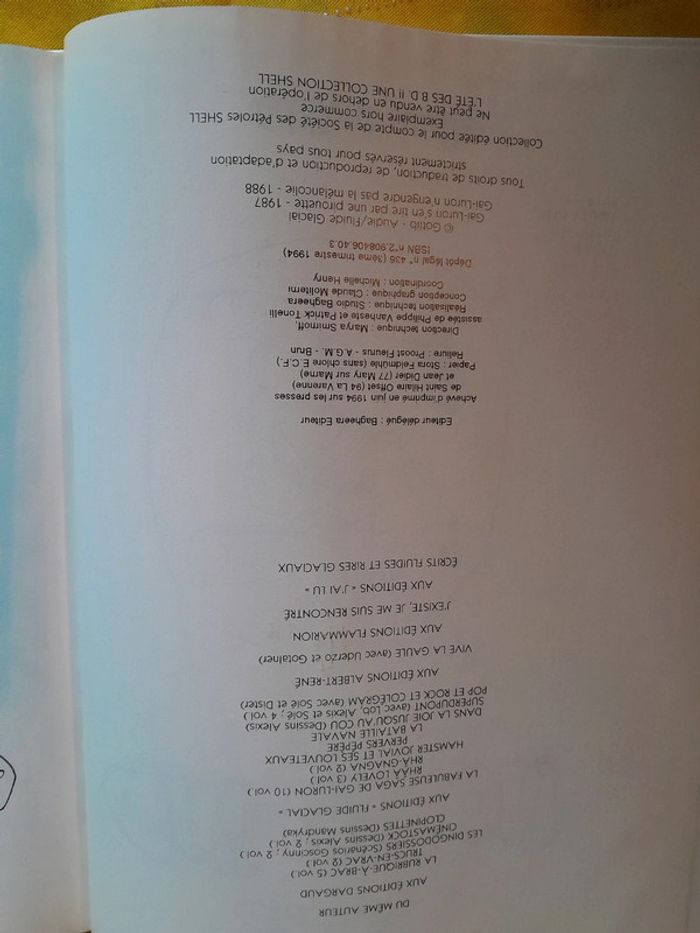 DU MÊME AUTEUR
AUX ÉDITIONS DARGAUD
LA RUBRIQUE-À-BRAC (5 vol.)
TRUCS-EN-VRAC (2 vol.)
LES DINGODOSSIERS (Scénarios Goscinny ; 2 vol.)
CINÉMASTOCK (Dessins Alexis ; 2 vol.)
CLOPINETTES (Dessins Mandryka)
AUX ÉDITIONS « FLUIDE GLACIAL »
LA FABULEUSE SAGA DE GAI-LURON (10 vol.)
RHÂÂ LOVELY (3 vol.)
RHÂ-GNAGNA (2 vol.)
HAMSTER JOVIAL ET SES LOUVETEAUX
PERVERS PÉPÈRE
LA BATAILLE NAVALE
DANS LA JOIE JUSQU'AU COU (Dessins Alexis)
SUPERDUPONT (avec Lob, Alexis et Solé ; 4 vol.)
POP ET ROCK ET COLÉGRAM (avec Solé et Dister)
AUX ÉDITIONS ALBERT-RENÉ
VIVE LA GAULE (avec Uderzo et Gotainer)
AUX ÉDITIONS FLAMMARION
J'EXISTE, JE ME SUIS RENCONTRÉ
AUX ÉDITIONS « J'AI LU »
ÉCRITS FLUIDES ET RIRES GLACIAUX
Editeur délégué : Bagheera Editeur
Achevé d'imprimé en juin 1994 sur les presses
de Saint Hilaire Offset (94 La Varenne)
et Jean Didier (77 Mary sur Marne)
Papier : Stora Feldmühle (sans chlore E.C.F.)
Reliure : Proost Fleurus - A.G.M. - Brun
Direction technique : Marya Smirnoff,
assistée de Philippe Vanheste et Patrick Tonelli
Réalisation technique : Studio Bagheera
Conception graphique : Claude Moliterni
Coordination : Michelle Henry
Dépôt légal n° 436 (3ème trimestre 1994)
ISBN n°2.908406.40.3
© Gotlib - Audie/Fluide Glacial
Gai-Luron s'en tire par une pirouette - 1987
Gai-Luron n'engendre pas la mélancolie - 1988
Tous droits de traduction, de reproduction et d'adaptation
strictement réservés pour tous pays
Collection éditée pour le compte de la Société des Pétroles SHELL
Exemplaire hors commerce
Ne peut être vendu en dehors de l'opération
L'ÉTÉ DES B.D. !! UNE COLLECTION SHELL